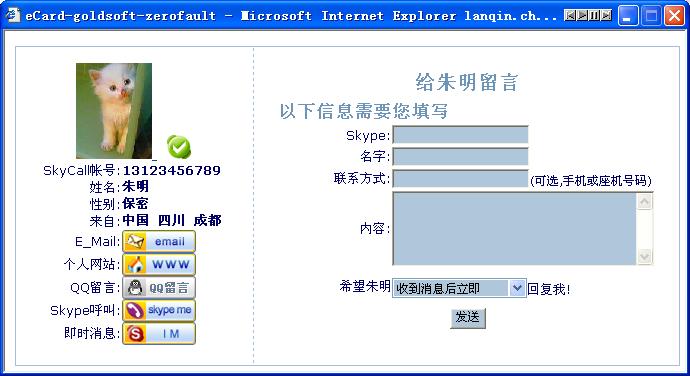 eCard-goldsoft-zerofault - Microsoft Internet Explorer lanqin.ch...
SkyCall帐号:13123456789
姓名:朱明
性别:保密
来自:中国 四川 成都
E_Mail: email
个人网站: WWW
QQ留言: QQ留言
Skype呼叫: skype me
即时消息: I M
给朱明留言
以下信息需要您填写
Skype:
名字:
联系方式: (可选,手机或座机号码)
内容:
希望朱明 收到消息后立即 回复我!
发送